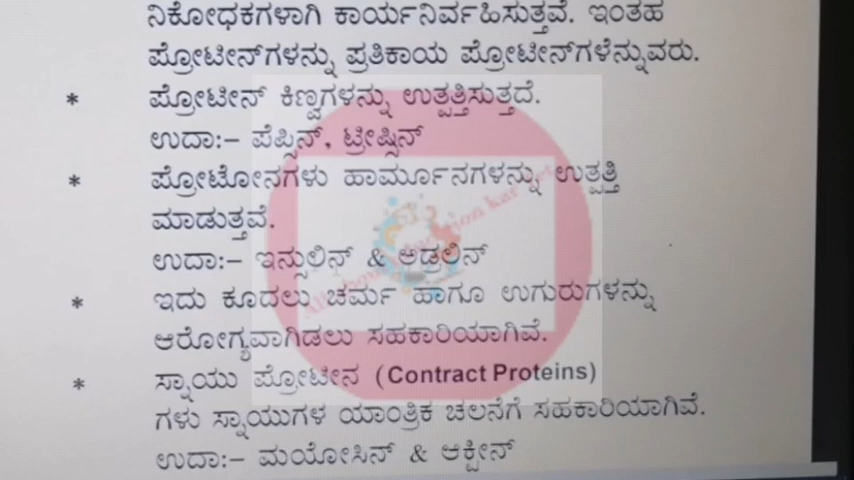 ನಿಕೋಧಕಗಳಾಗಿ ಕಾರ್ಯನಿರ್ವಹಿಸುತ್ತವೆ. ಇಂತಹ
ಪ್ರೋಟೀನ್‌ಗಳನ್ನು ಪ್ರತಿಕಾಯ ಪ್ರೋಟೀನ್‌ಗಳೆನ್ನುವರು.
* ಪ್ರೋಟೀನ್ ಕಿಣ್ವಗಳನ್ನು ಉತ್ಪತ್ತಿಸುತ್ತದೆ.
ಉದಾ:– ಪೆಪ್ಸಿನ್, ಟ್ರೀಪ್ಸಿನ್
* ಪ್ರೋಟೋನಗಳು ಹಾರ್ಮೂನಗಳನ್ನು ಉತ್ಪತ್ತಿ
ಮಾಡುತ್ತವೆ.
ಉದಾ:– ಇನ್ಸುಲಿನ್ & ಅಡ್ರಲಿನ್
* ಇದು ಕೂದಲು ಚರ್ಮ ಹಾಗೂ ಉಗುರುಗಳನ್ನು
ಆರೋಗ್ಯವಾಗಿಡಲು ಸಹಕಾರಿಯಾಗಿವೆ.
* ಸ್ನಾಯು ಪ್ರೋಟೀನ (Contract Proteins)
ಗಳು ಸ್ನಾಯುಗಳ ಯಾಂತ್ರಿಕ ಚಲನೆಗೆ ಸಹಕಾರಿಯಾಗಿವೆ.
ಉದಾ:– ಮಯೋಸಿನ್ & ಆಕ್ಟೀನ್